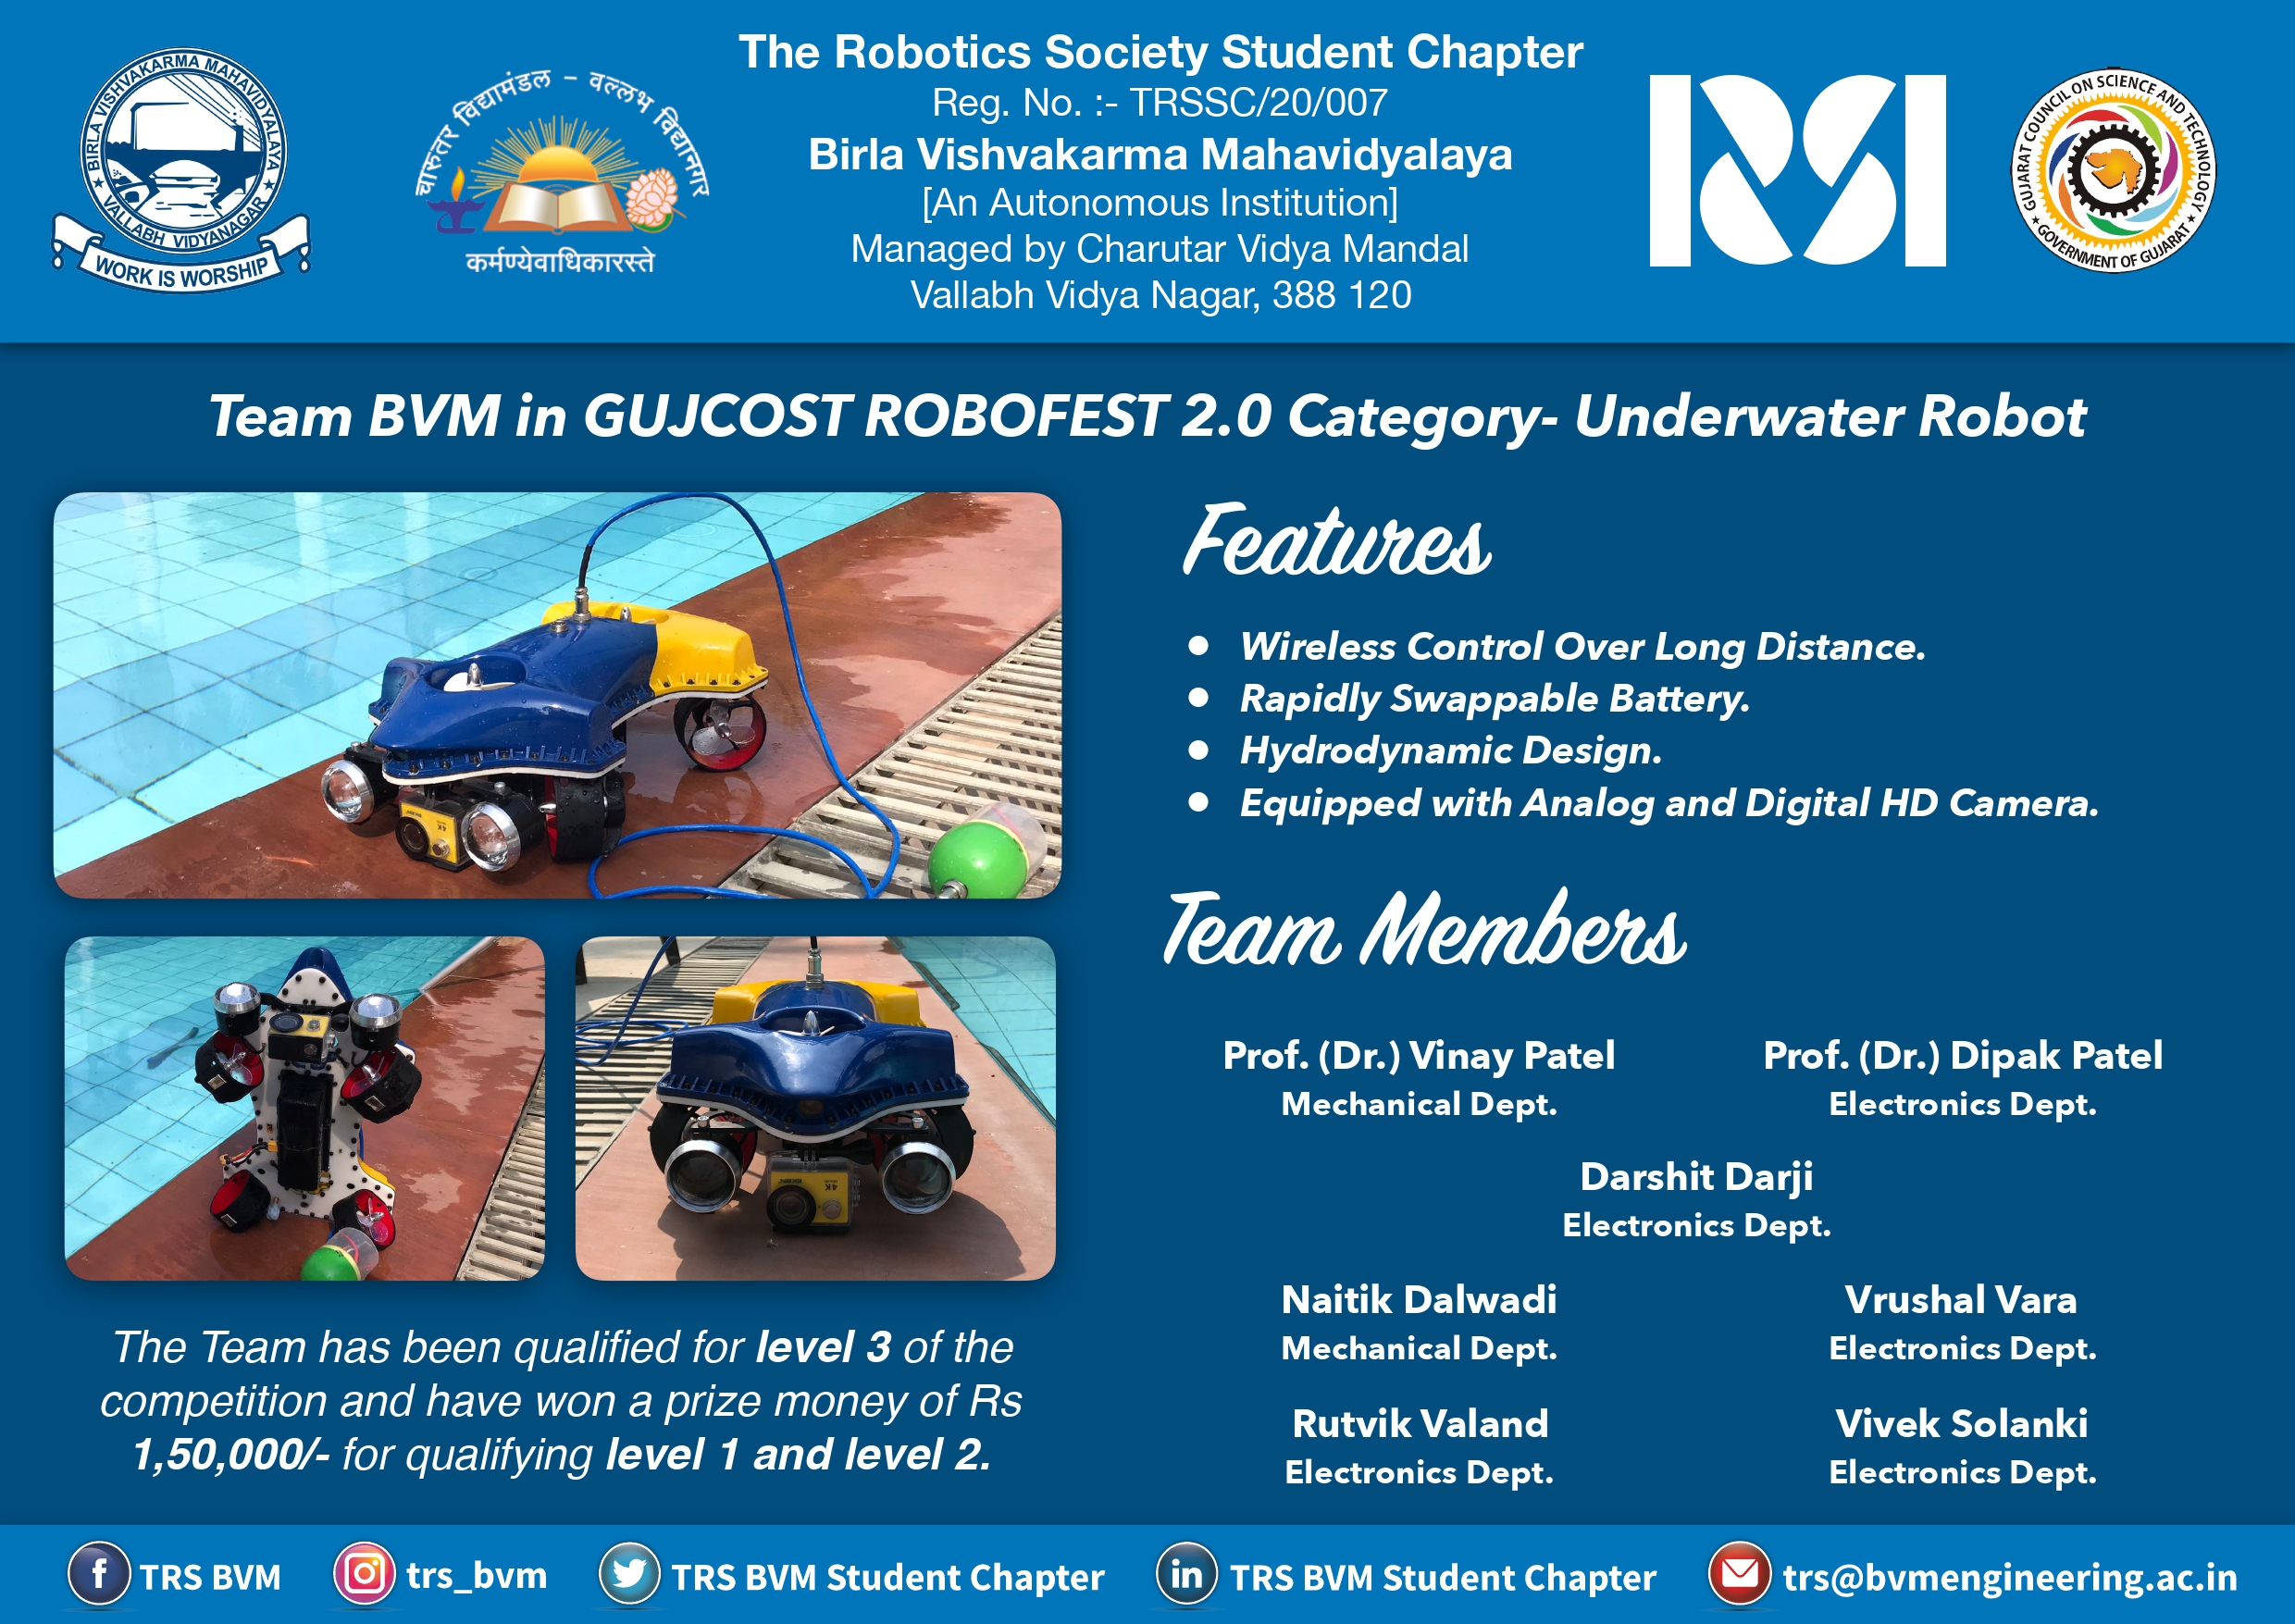 BIRLA VISHVAKARMA MAHAVIDYALAYA
★ VALLABH VIDYANAGAR ★
WORK IS WORSHIP
चारुतर विद्यामंडल – वल्लभ विद्यानगर
कर्मण्येवाधिकारस्ते
The Robotics Society Student Chapter
Reg. No. :- TRSSC/20/007
Birla Vishvakarma Mahavidyalaya
[An Autonomous Institution]
Managed by Charutar Vidya Mandal
Vallabh Vidya Nagar, 388 120
RSI
GUJARAT COUNCIL ON SCIENCE AND TECHNOLOGY
★ GOVERNMENT OF GUJARAT ★
Team BVM in GUJCOST ROBOFEST 2.0 Category- Underwater Robot
4K
4K
Features
● Wireless Control Over Long Distance.
● Rapidly Swappable Battery.
● Hydrodynamic Design.
● Equipped with Analog and Digital HD Camera.
Team Members
Prof. (Dr.) Vinay Patel
Mechanical Dept.
Prof. (Dr.) Dipak Patel
Electronics Dept.
Darshit Darji
Electronics Dept.
Naitik Dalwadi
Mechanical Dept.
Vrushal Vara
Electronics Dept.
Rutvik Valand
Electronics Dept.
Vivek Solanki
Electronics Dept.
The Team has been qualified for level 3 of the
competition and have won a prize money of Rs
1,50,000/- for qualifying level 1 and level 2.
TRS BVM
trs_bvm
TRS BVM Student Chapter
in TRS BVM Student Chapter
trs@bvmengineering.ac.in